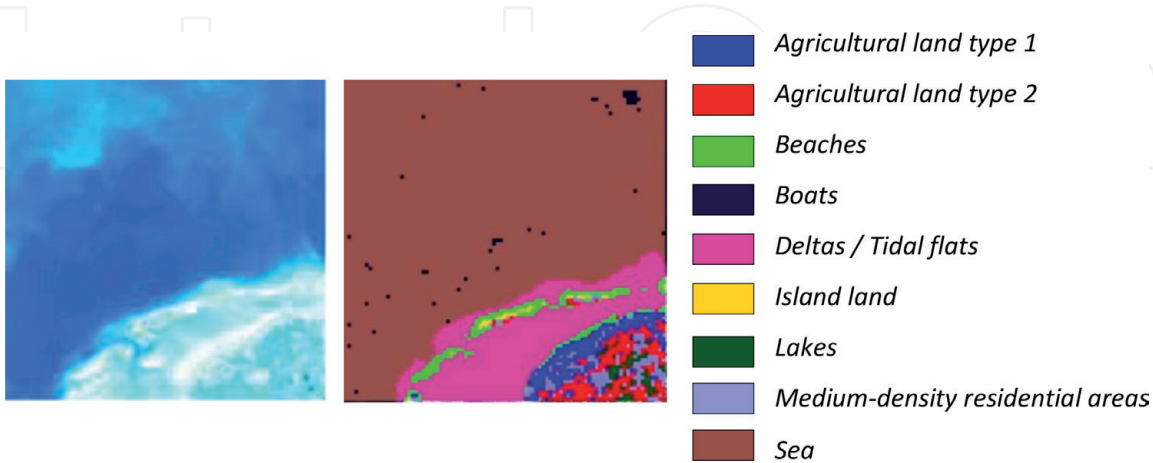 Agricultural land type 1
Agricultural land type 2
Beaches
Boats
Deltas / Tidal flats
Island land
Lakes
Medium-density residential areas
Sea